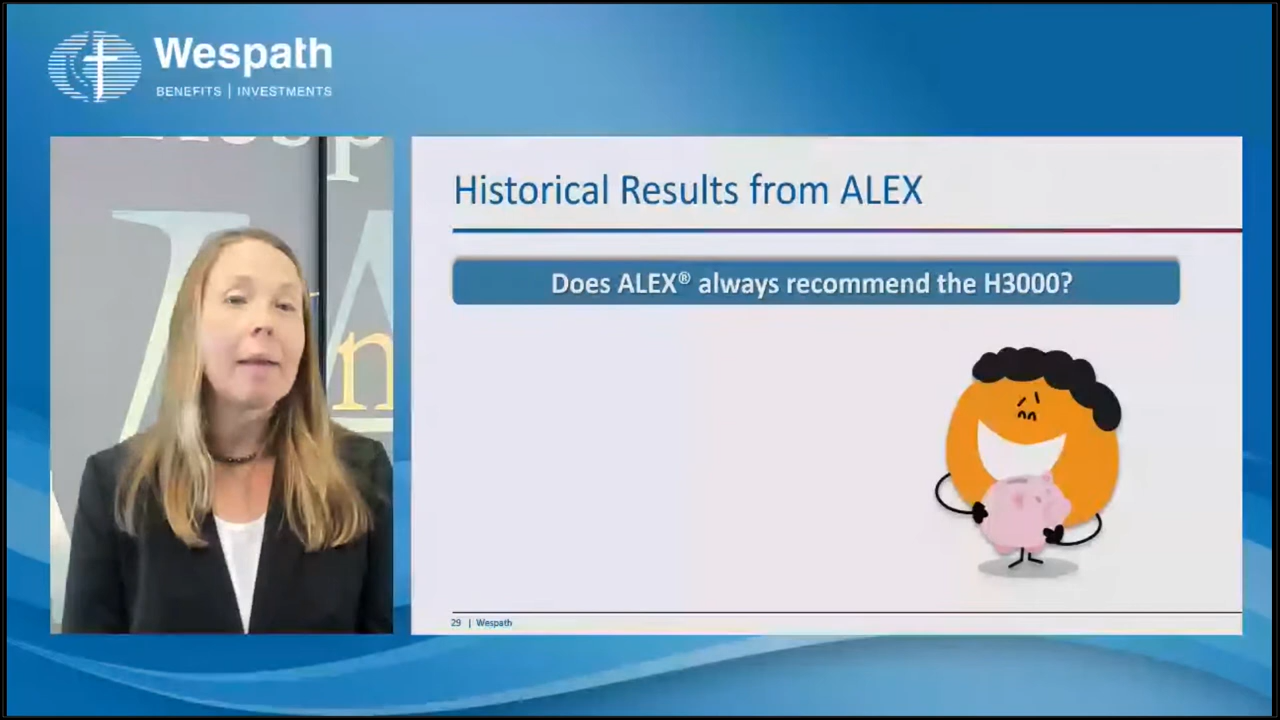 Wespath
BENEFITS | INVESTMENTS
Historical Results from ALEX
Does ALEX® always recommend the H3000?
29 | Wespath